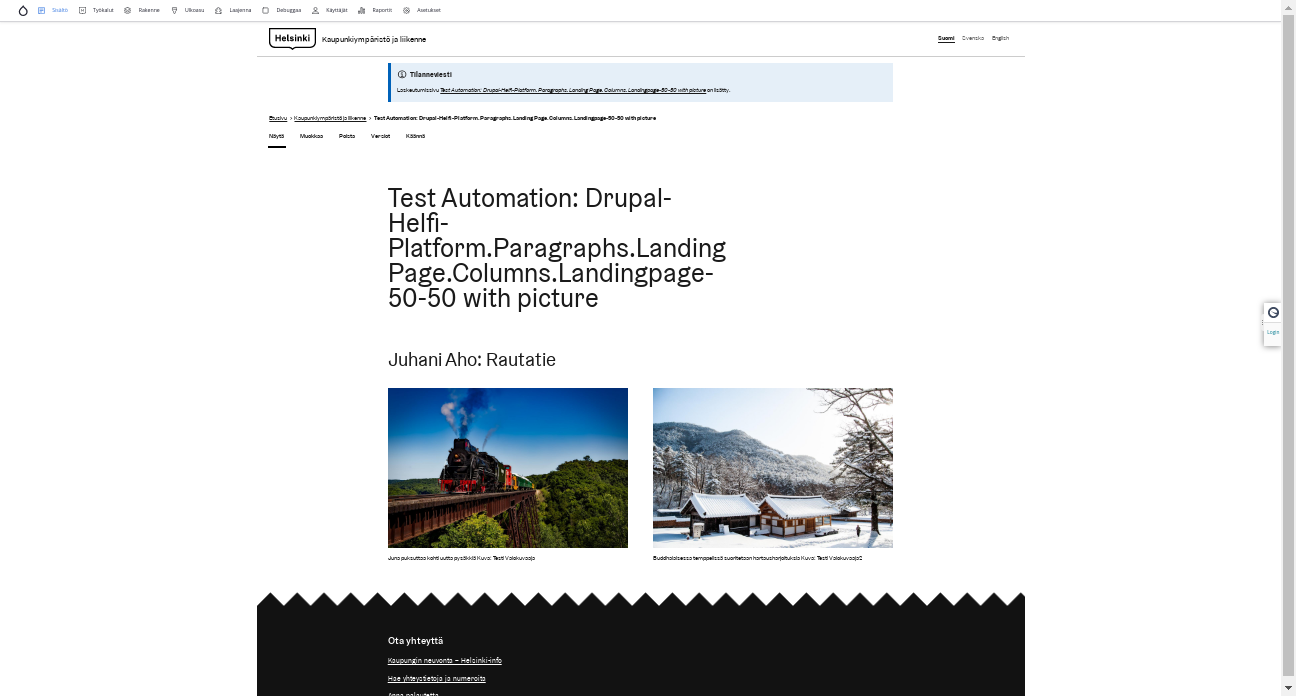 Sisältö Työkalut Rakenne Ulkoasu Laajenna Debuggaa Käyttäjät Raportit Asetukset
Helsinki Kaupunkiympäristö ja liikenne Suomi Svenska English
Tilanneviesti
Laskeutumissivu Test Automation: Drupal-Helfi-Platform.Paragraphs.Landing Page.Columns.Landingpage-50-50 with picture on lisätty.
Etusivu > Kaupunkiympäristö ja liikenne > Test Automation: Drupal-Helfi-Platform.Paragraphs.Landing Page.Columns.Landingpage-50-50 with picture
Näytä Muokkaa Poista Versiot Käännä
Test Automation: Drupal-
Helfi-
Platform.Paragraphs.Landing
Page.Columns.Landingpage-
50-50 with picture
Login
Juhani Aho: Rautatie
Juna puksuttaa kohti uutta pysäkkiä Kuva: Testi Valokuvaaja
Buddhalaisessa temppelissä suoritetaan hartausharjoituksia Kuva: Testi Valokuvaaja2
Ota yhteyttä
Kaupungin neuvonta – Helsinki-info
Hae yhteystietoja ja numeroita
Anna palautetta